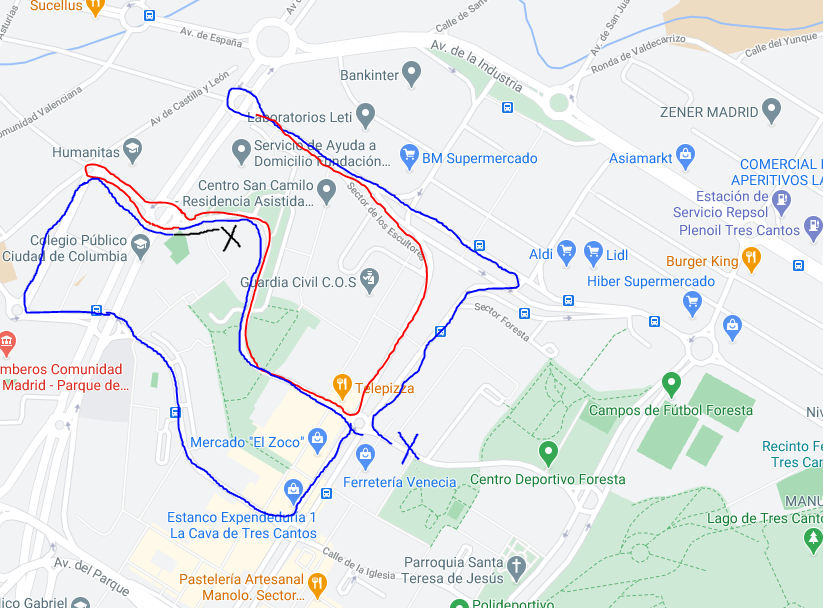 Sucellus
Asturias
Av. de España
Calle de San
Av. de San Juan
Av. de la Industria
Ronda de Valdecarrizo
Calle del Yunque
Bankinter
Av. de Castilla y León
Comunidad Valenciana
Laboratorios Leti
ZENER MADRID
Humanitas
Servicio de Ayuda a
Domicilio Fundación...
BM Supermercado
Asiamarkt
COMERCIAL
APERITIVOS LA
Centro San Camilo
- Residencia Asistida...
Sector de los Escultores
Estación de
Servicio Repsol
Plenoil Tres Cantos
X
Colegio Público
Ciudad de Columbia
Aldi
Lidl
Burger King
Guardia Civil C.O.S
Hiber Supermercado
Sector Foresta
mberos Comunidad
Madrid - Parque de...
Telepizza
Campos de Fútbol Foresta
Mercado "El Zoco"
X
Ferretería Venecia
Centro Deportivo Foresta
Recinto Fe
Tres Cant
Estanco Expendeduría 1
La Cava de Tres Cantos
MANU
Lago de Tres Canto
Calle de la Iglesia
Av. del Parque
Parroquia Santa
Teresa de Jesús
Pastelería Artesanal
Manolo. Sector...
lico Gabriel
Polideportivo